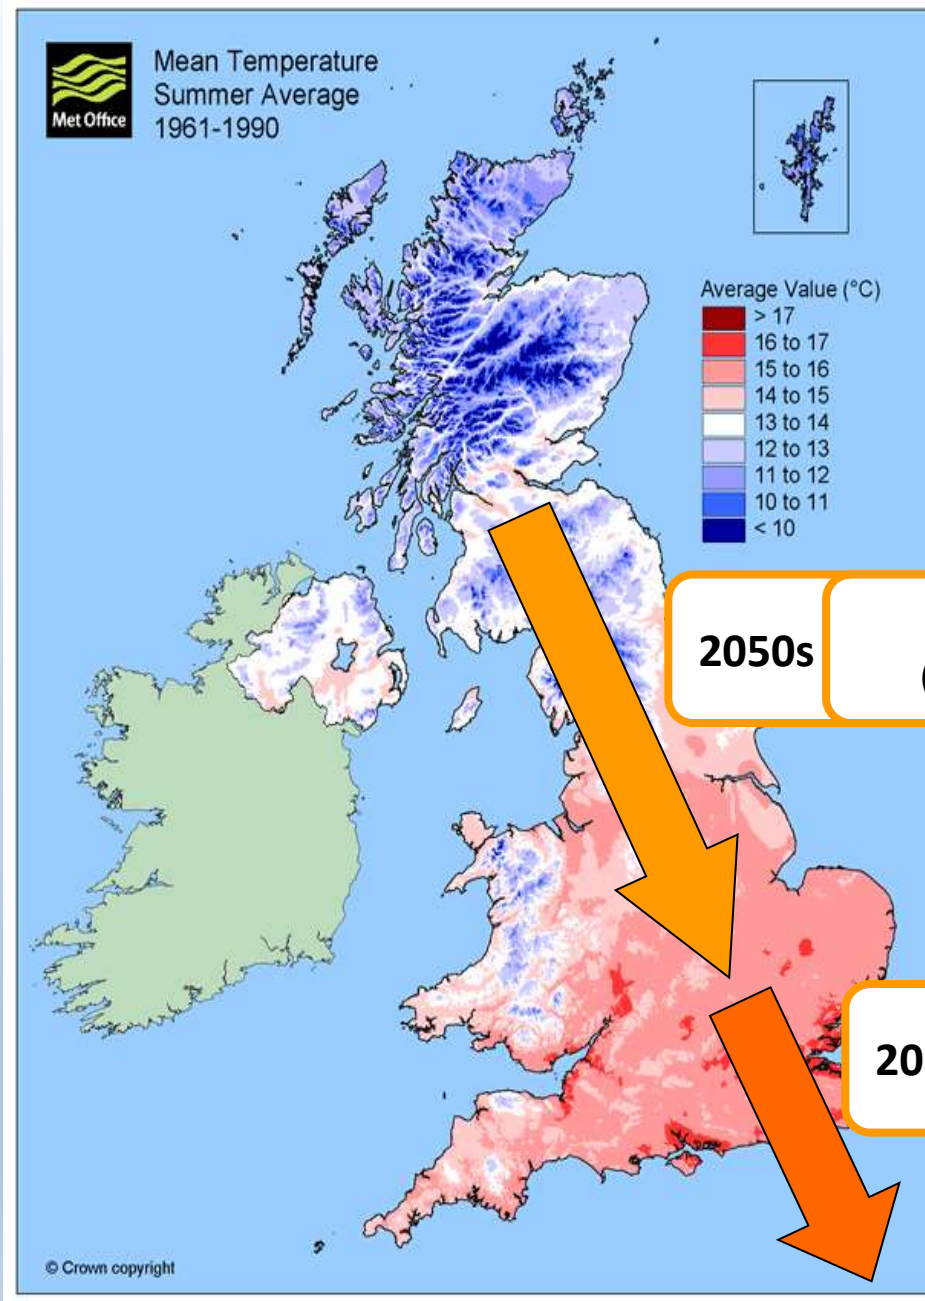 Met Office
Mean Temperature
Summer Average
1961-1990
Average Value (°C)
> 17
16 to 17
15 to 16
14 to 15
13 to 14
12 to 13
11 to 12
10 to 11
< 10
2050s
(
20
© Crown copyright